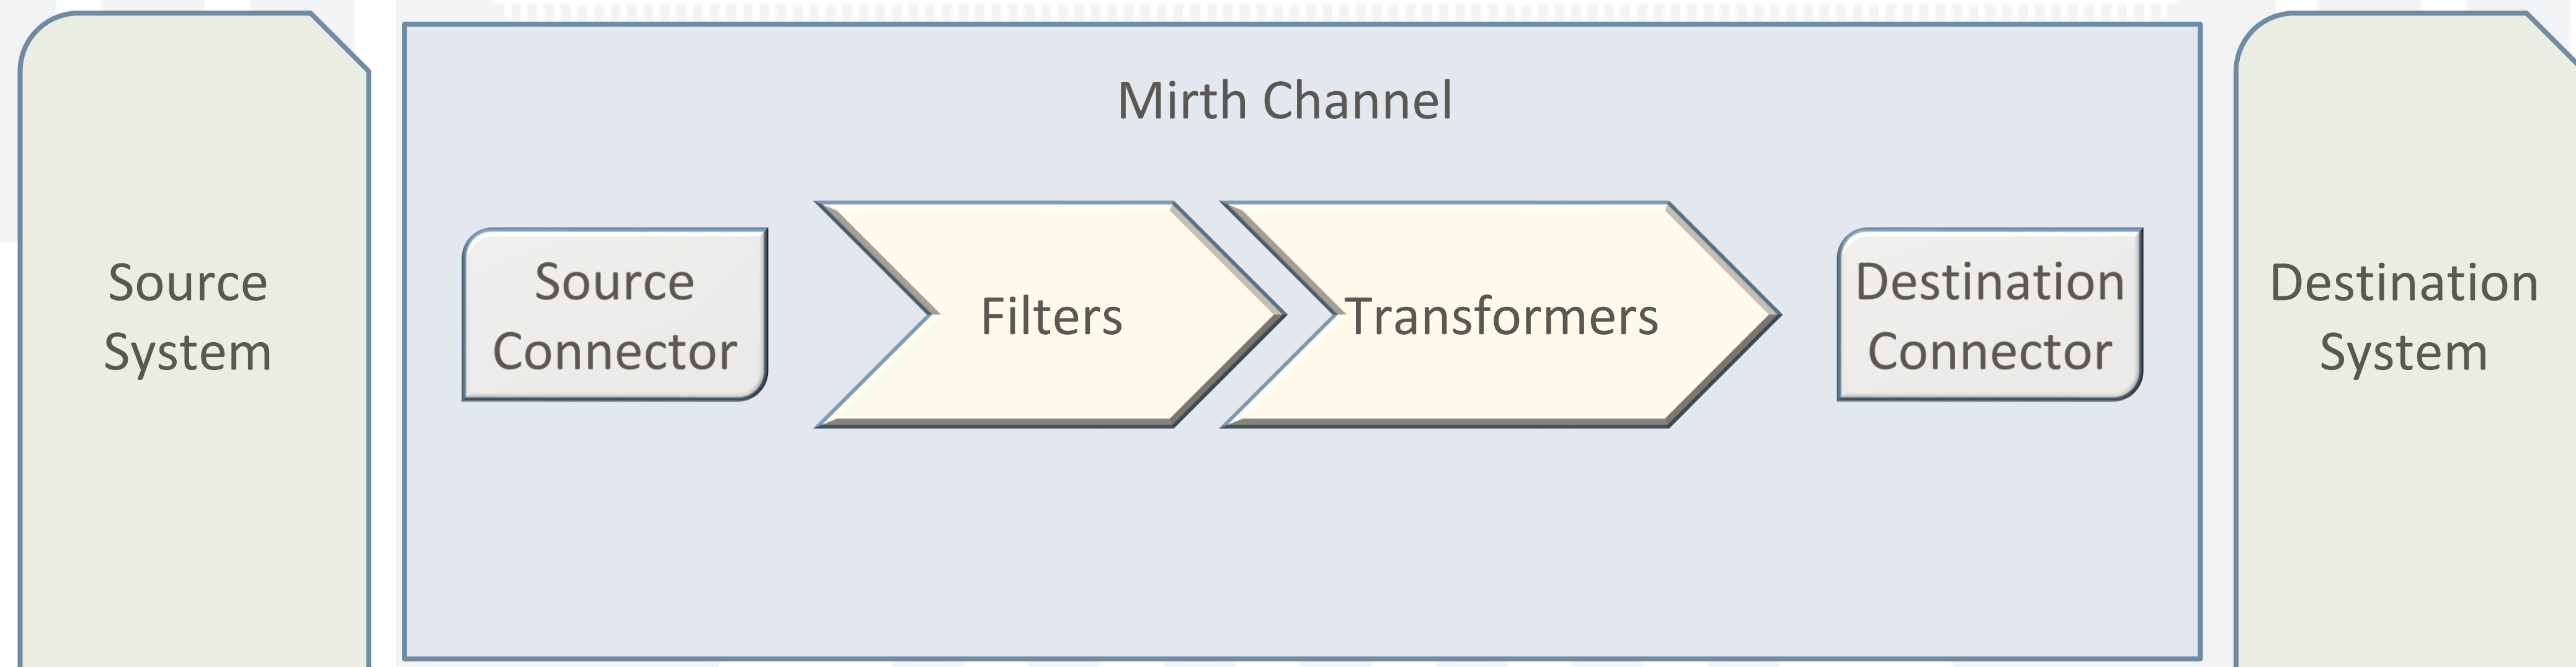 Mirth Channel
Source
System
Source
Connector
Filters
Transformers
Destination
Connector
Destination
System